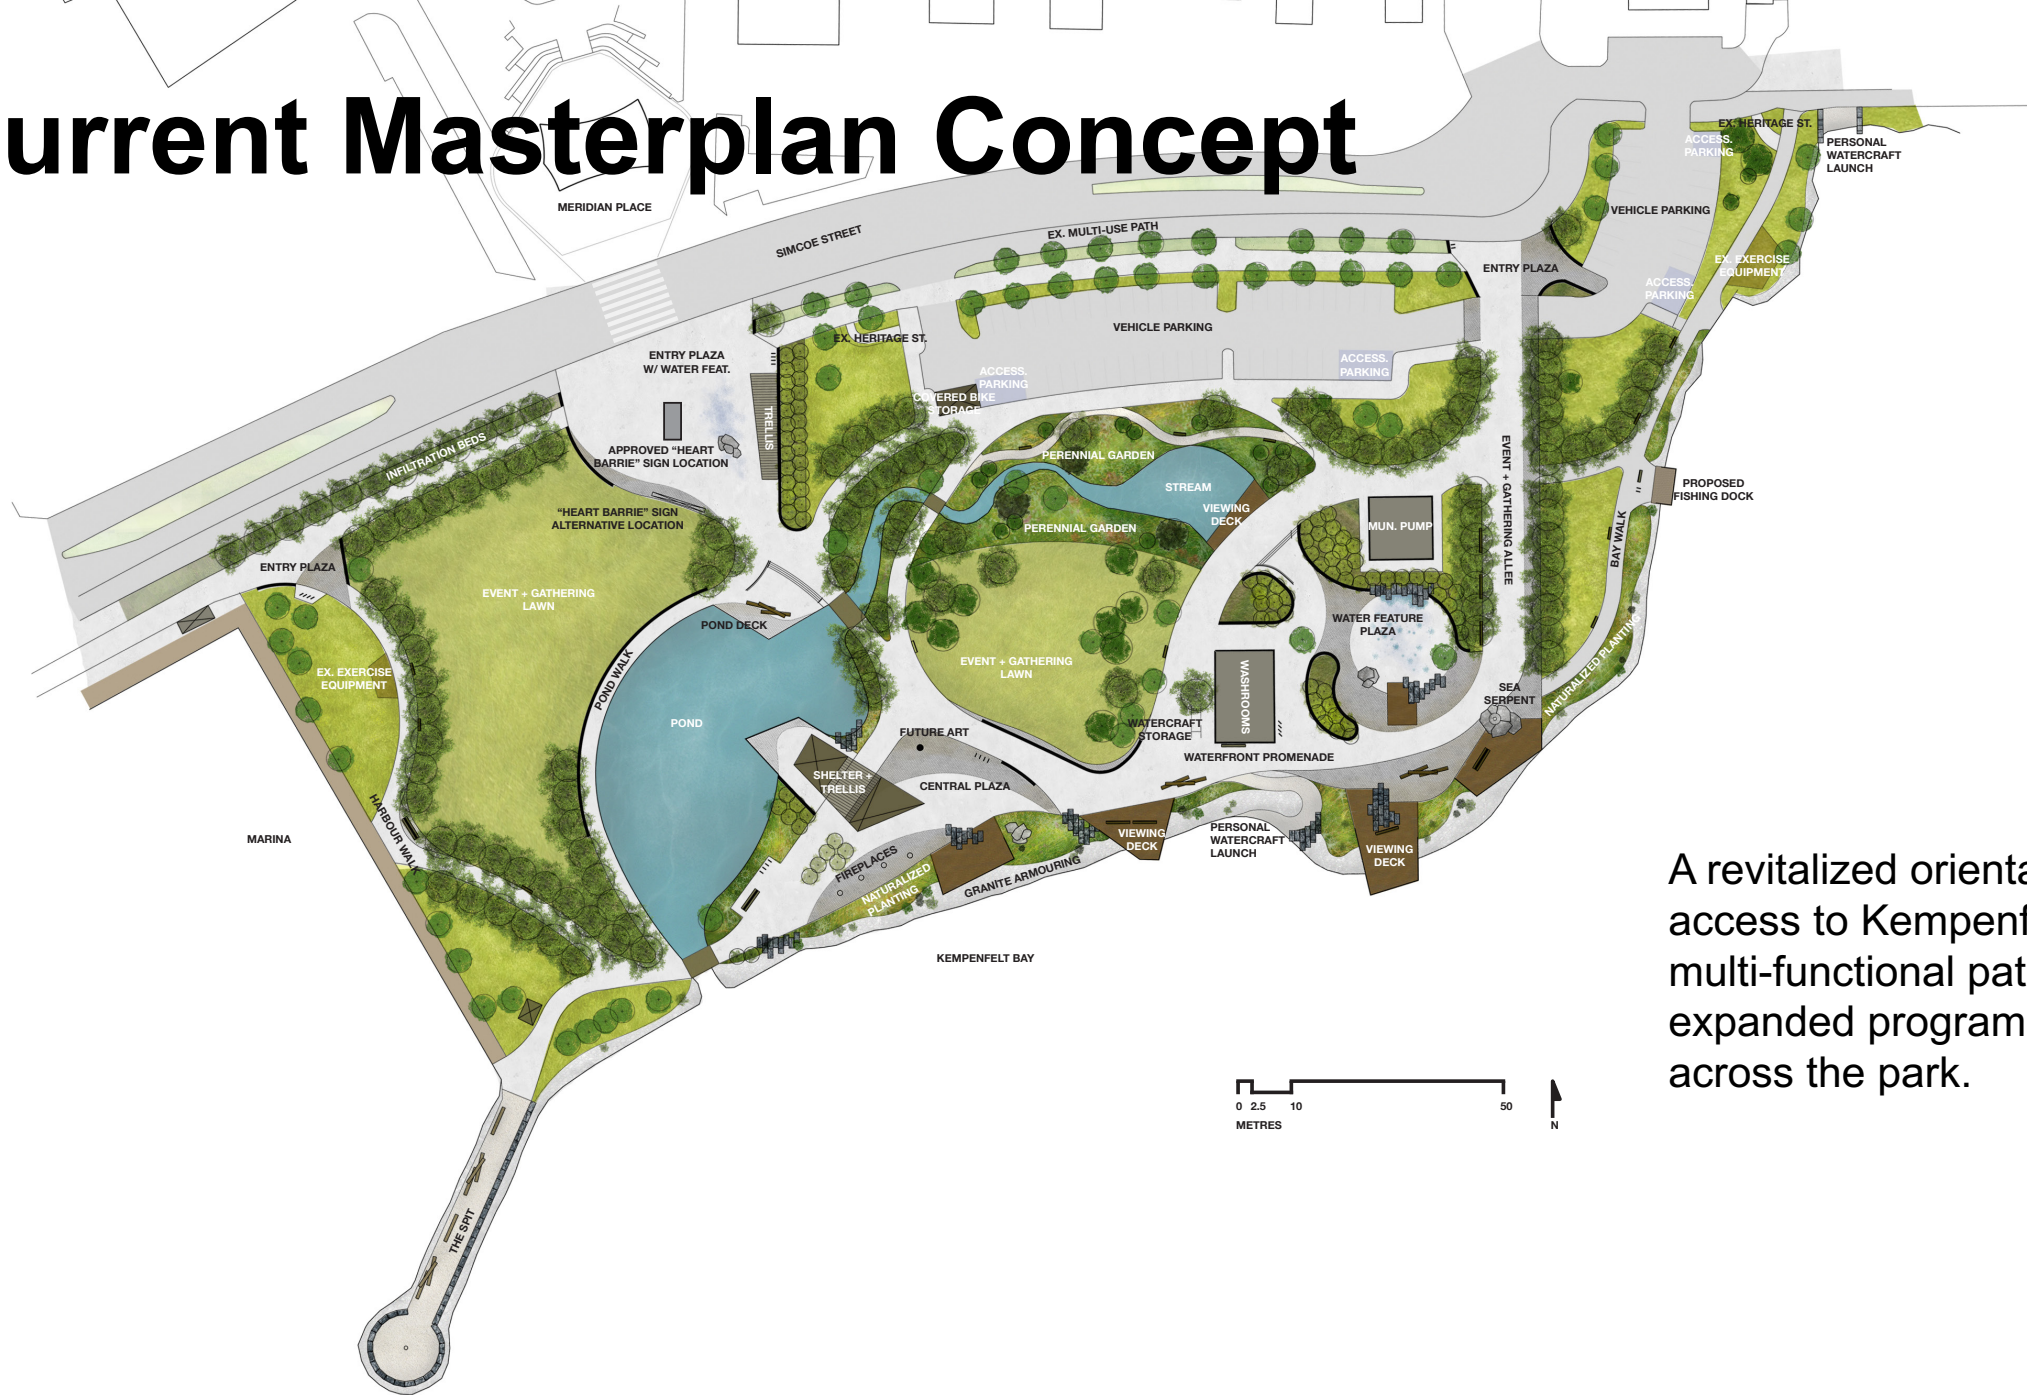 urrent Masterplan Concept
MERIDIAN PLACE
SIMCOE STREET
EX. MULTI-USE PATH
EX. HERITAGE ST.
ACCESS.
PARKING
PERSONAL
WATERCRAFT
LAUNCH
VEHICLE PARKING
ENTRY PLAZA
EX. EXERCISE
EQUIPMENT
ACCESS.
PARKING
VEHICLE PARKING
EX. HERITAGE ST.
ENTRY PLAZA
W/ WATER FEAT.
ACCESS.
PARKING
ACCESS.
PARKING
COVERED BIKE
STORAGE
TRELLIS
INFILTRATION BEDS
APPROVED “HEART
BARRIE” SIGN LOCATION
PERENNIAL GARDEN
STREAM
EVENT + GATHERING ALLEE
PROPOSED
FISHING DOCK
“HEART BARRIE” SIGN
ALTERNATIVE LOCATION
VIEWING
DECK
PERENNIAL GARDEN
MUN. PUMP
BAY WALK
ENTRY PLAZA
EVENT + GATHERING
LAWN
POND DECK
WATER FEATURE
PLAZA
EX. EXERCISE
EQUIPMENT
POND WALK
EVENT + GATHERING
LAWN
WASHROOMS
NATURALIZED PLANTING
SEA
SERPENT
POND
WATERCRAFT
STORAGE
FUTURE ART
WATERFRONT PROMENADE
SHELTER +
TRELLIS
CENTRAL PLAZA
HARBOUR WALK
MARINA
VIEWING
DECK
PERSONAL
WATERCRAFT
LAUNCH
VIEWING
DECK
FIREPLACES
NATURALIZED
PLANTING
GRANITE ARMOURING
KEMPENFELT BAY
A revitalized orienta
access to Kempenf
multi-functional pat
expanded program
across the park.
0 2.5 10 50
METRES
N
THE SPIT